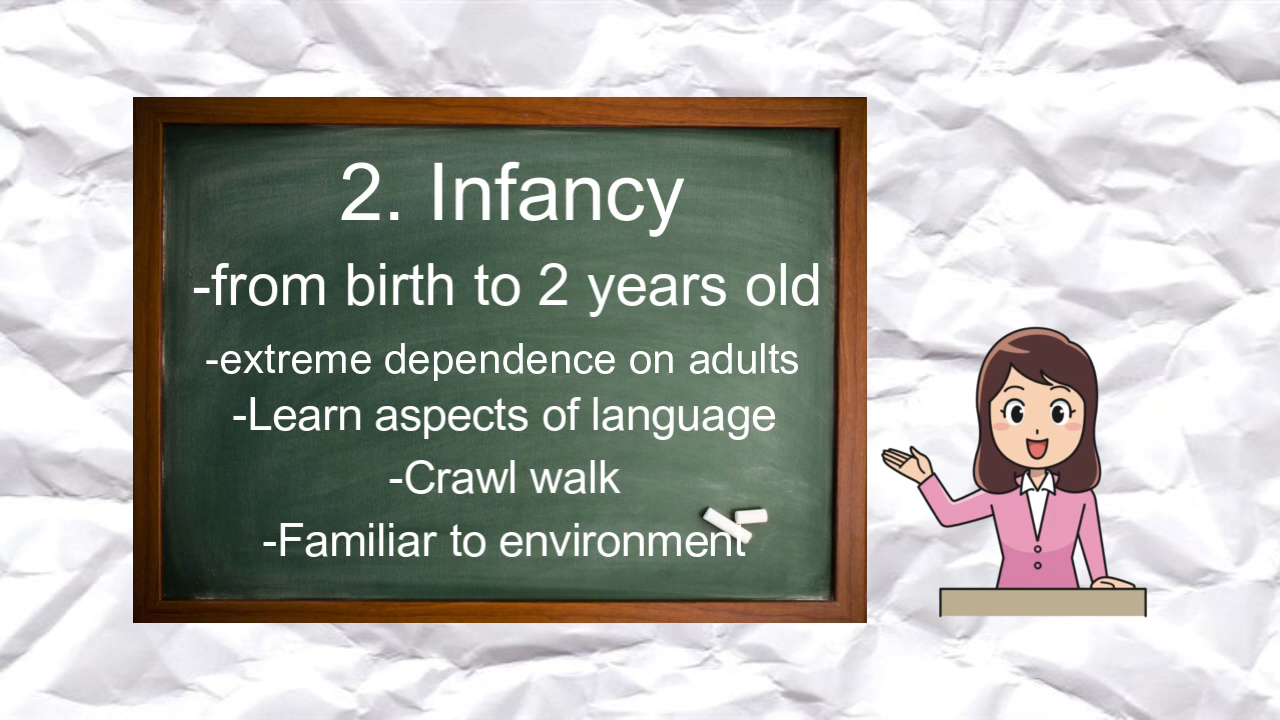 2. Infancy
-from birth to 2 years old
-extreme dependence on adults
-Learn aspects of language
-Crawl walk
-Familiar to environment